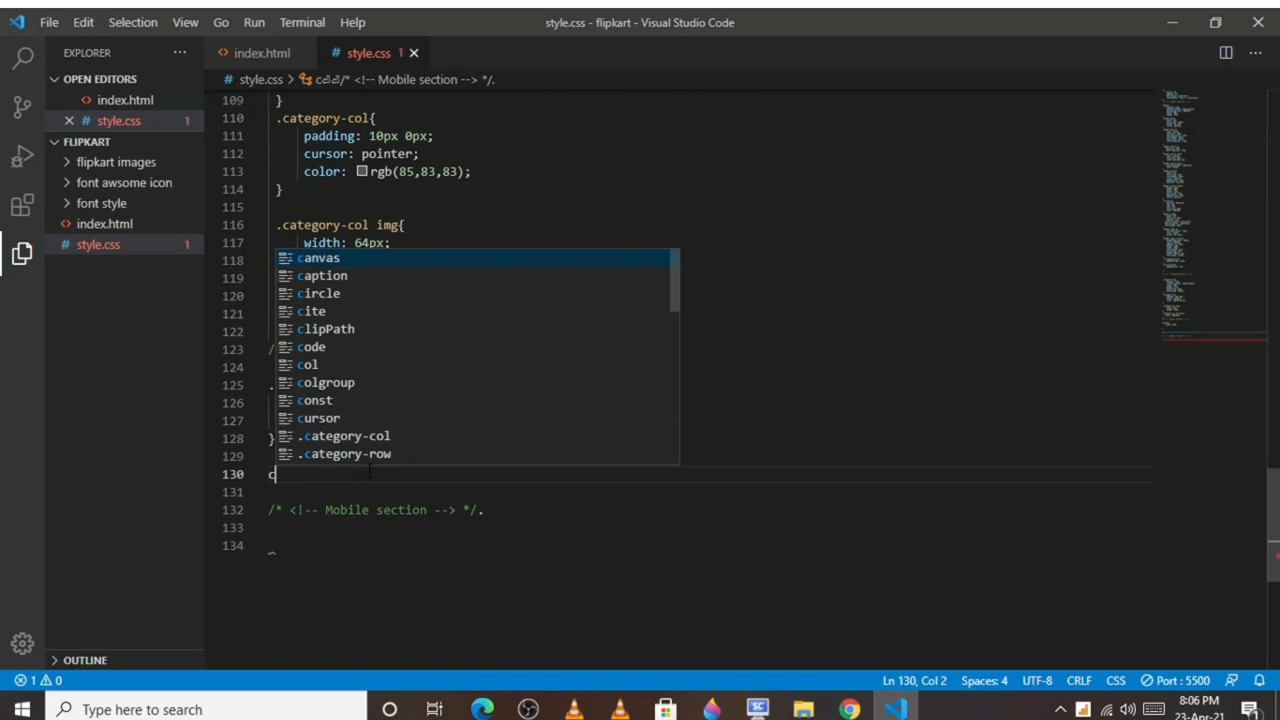 File Edit Selection View Go Run Terminal Help
style.css - flipkart - Visual Studio Code
EXPLORER
OPEN EDITORS
index.html
style.css 1
FLIPKART
flipkart images
font awsome icon
font style
index.html
style.css 1
OUTLINE
index.html
style.css 1
style.css > c⏎⏎/* <!-- Mobile section --> */.
109 }
110 .category-col{
111 padding: 10px 0px;
112 cursor: pointer;
113 color: rgb(85,83,83);
114 }
115
116 .category-col img{
117 width: 64px;
118
119
120
121
122
123 /
124
125 .
126
127
128 }
129
130 c
131
132 /* <!-- Mobile section --> */.
133
134
canvas
caption
circle
cite
clipPath
code
col
colgroup
const
cursor
.category-col
.category-row
1 0
Ln 130, Col 2 Spaces: 4 UTF-8 CRLF CSS Port : 5500
Type here to search
8:06 PM
23-Apr-21
1